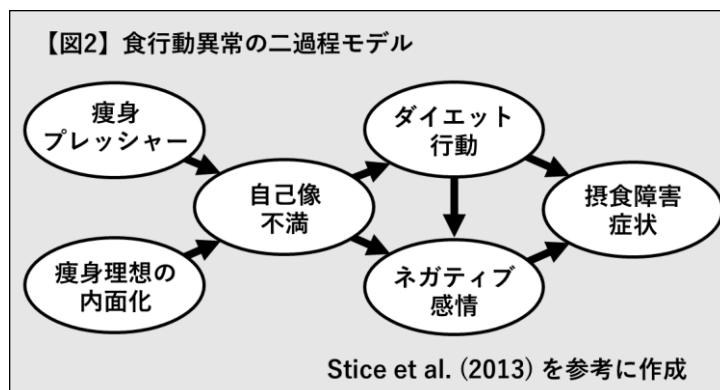 【図2】食行動異常の二過程モデル
痩身
プレッシャー
痩身理想の
内面化
自己像
不満
ダイエット
行動
ネガティブ
感情
摂食障害
症状
Stice et al. (2013) を参考に作成